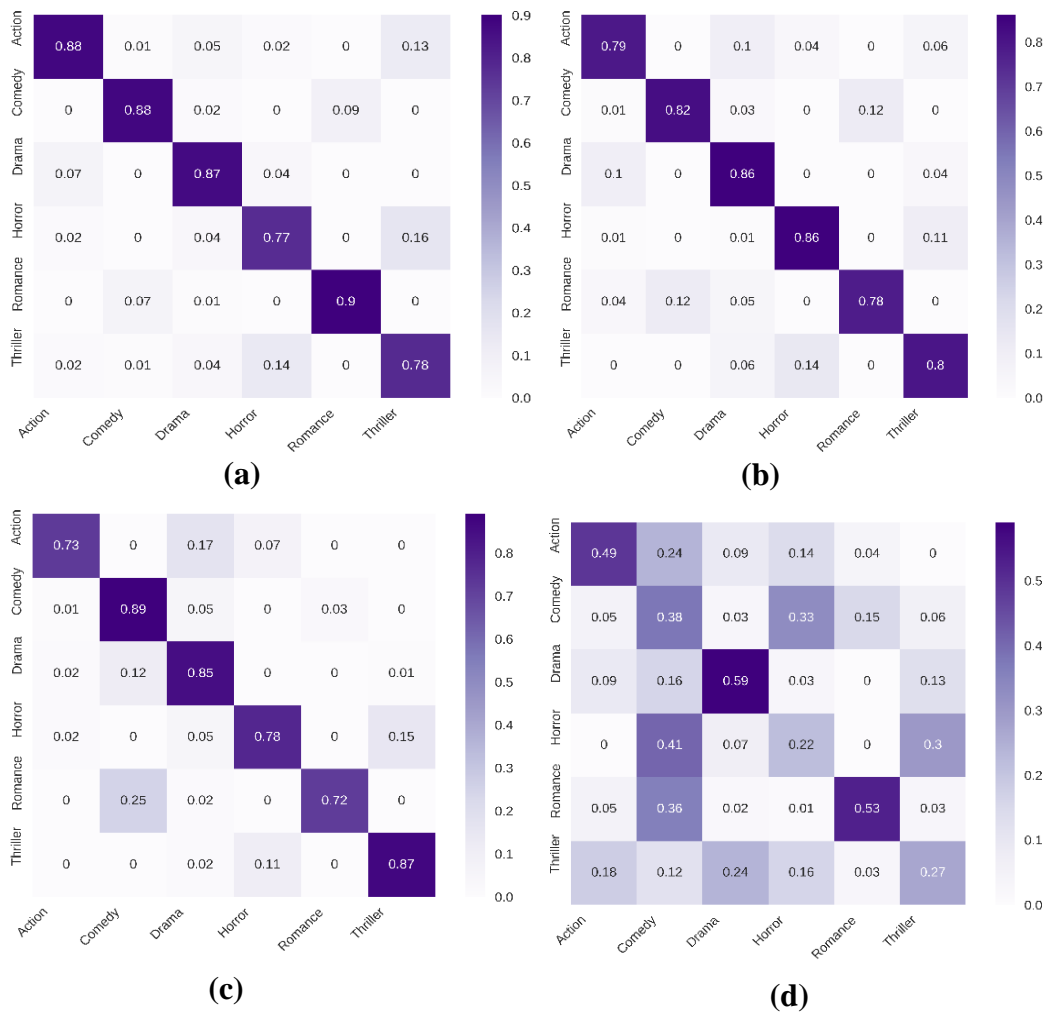 Action 0.88 0.01 0.05 0.02 0 0.13
Comedy 0 0.88 0.02 0 0.09 0
Drama 0.07 0 0.87 0.04 0 0
Horror 0.02 0 0.04 0.77 0 0.16
Romance 0 0.07 0.01 0 0.9 0
Thriller 0.02 0.01 0.04 0.14 0 0.78
Action Comedy Drama Horror Romance Thriller
0.9
0.8
0.7
0.6
0.5
0.4
0.3
0.2
0.1
0.0
(a)
Action 0.79 0 0.1 0.04 0 0.06
Comedy 0.01 0.82 0.03 0 0.12 0
Drama 0.1 0 0.86 0 0 0.04
Horror 0.01 0 0.01 0.86 0 0.11
Romance 0.04 0.12 0.05 0 0.78 0
Thriller 0 0 0.06 0.14 0 0.8
Action Comedy Drama Horror Romance Thriller
0.8
0.7
0.6
0.5
0.4
0.3
0.2
0.1
0.0
(b)
Action 0.73 0 0.17 0.07 0 0
Comedy 0.01 0.89 0.05 0 0.03 0
Drama 0.02 0.12 0.85 0 0 0.01
Horror 0.02 0 0.05 0.78 0 0.15
Romance 0 0.25 0.02 0 0.72 0
Thriller 0 0 0.02 0.11 0 0.87
Action Comedy Drama Horror Romance Thriller
0.8
0.7
0.6
0.5
0.4
0.3
0.2
0.1
0.0
(c)
Action 0.49 0.24 0.09 0.14 0.04 0
Comedy 0.05 0.38 0.03 0.33 0.15 0.06
Drama 0.09 0.16 0.59 0.03 0 0.13
Horror 0 0.41 0.07 0.22 0 0.3
Romance 0.05 0.36 0.02 0.01 0.53 0.03
Thriller 0.18 0.12 0.24 0.16 0.03 0.27
Action Comedy Drama Horror Romance Thriller
0.5
0.4
0.3
0.2
0.1
0.0
(d)